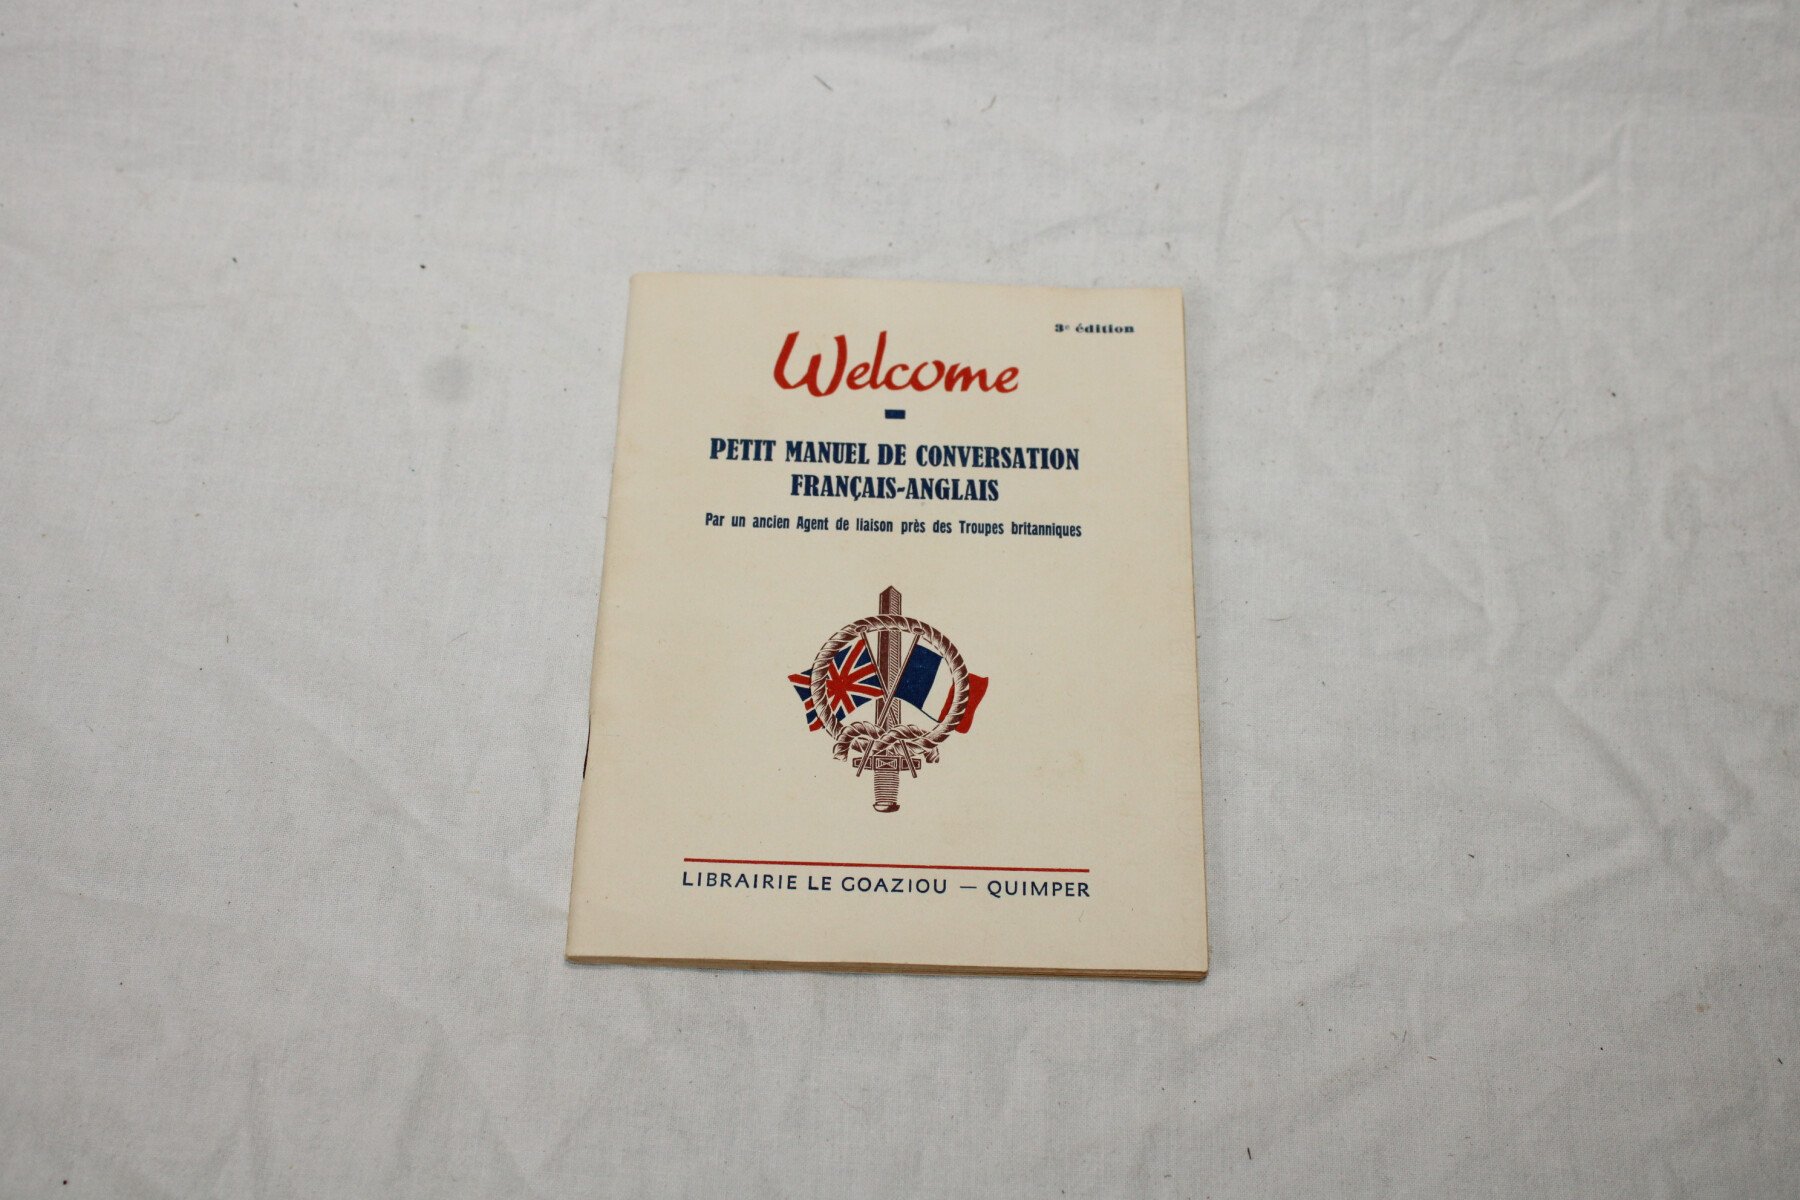 3e édition
Welcome
PETIT MANUEL DE CONVERSATION
FRANÇAIS-ANGLAIS
Par un ancien Agent de liaison près des Troupes britanniques
LIBRAIRIE LE GOAZIOU — QUIMPER